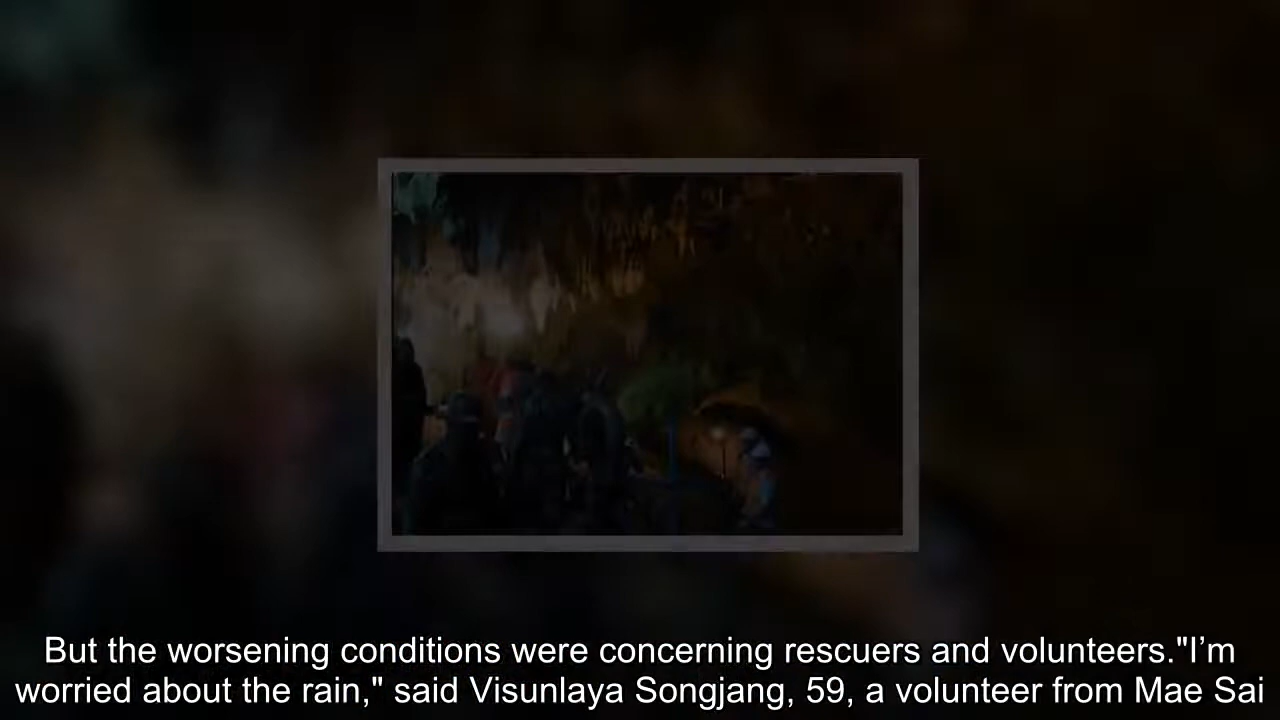 But the worsening conditions were concerning rescuers and volunteers."I’m
worried about the rain," said Visunlaya Songjang, 59, a volunteer from Mae Sai